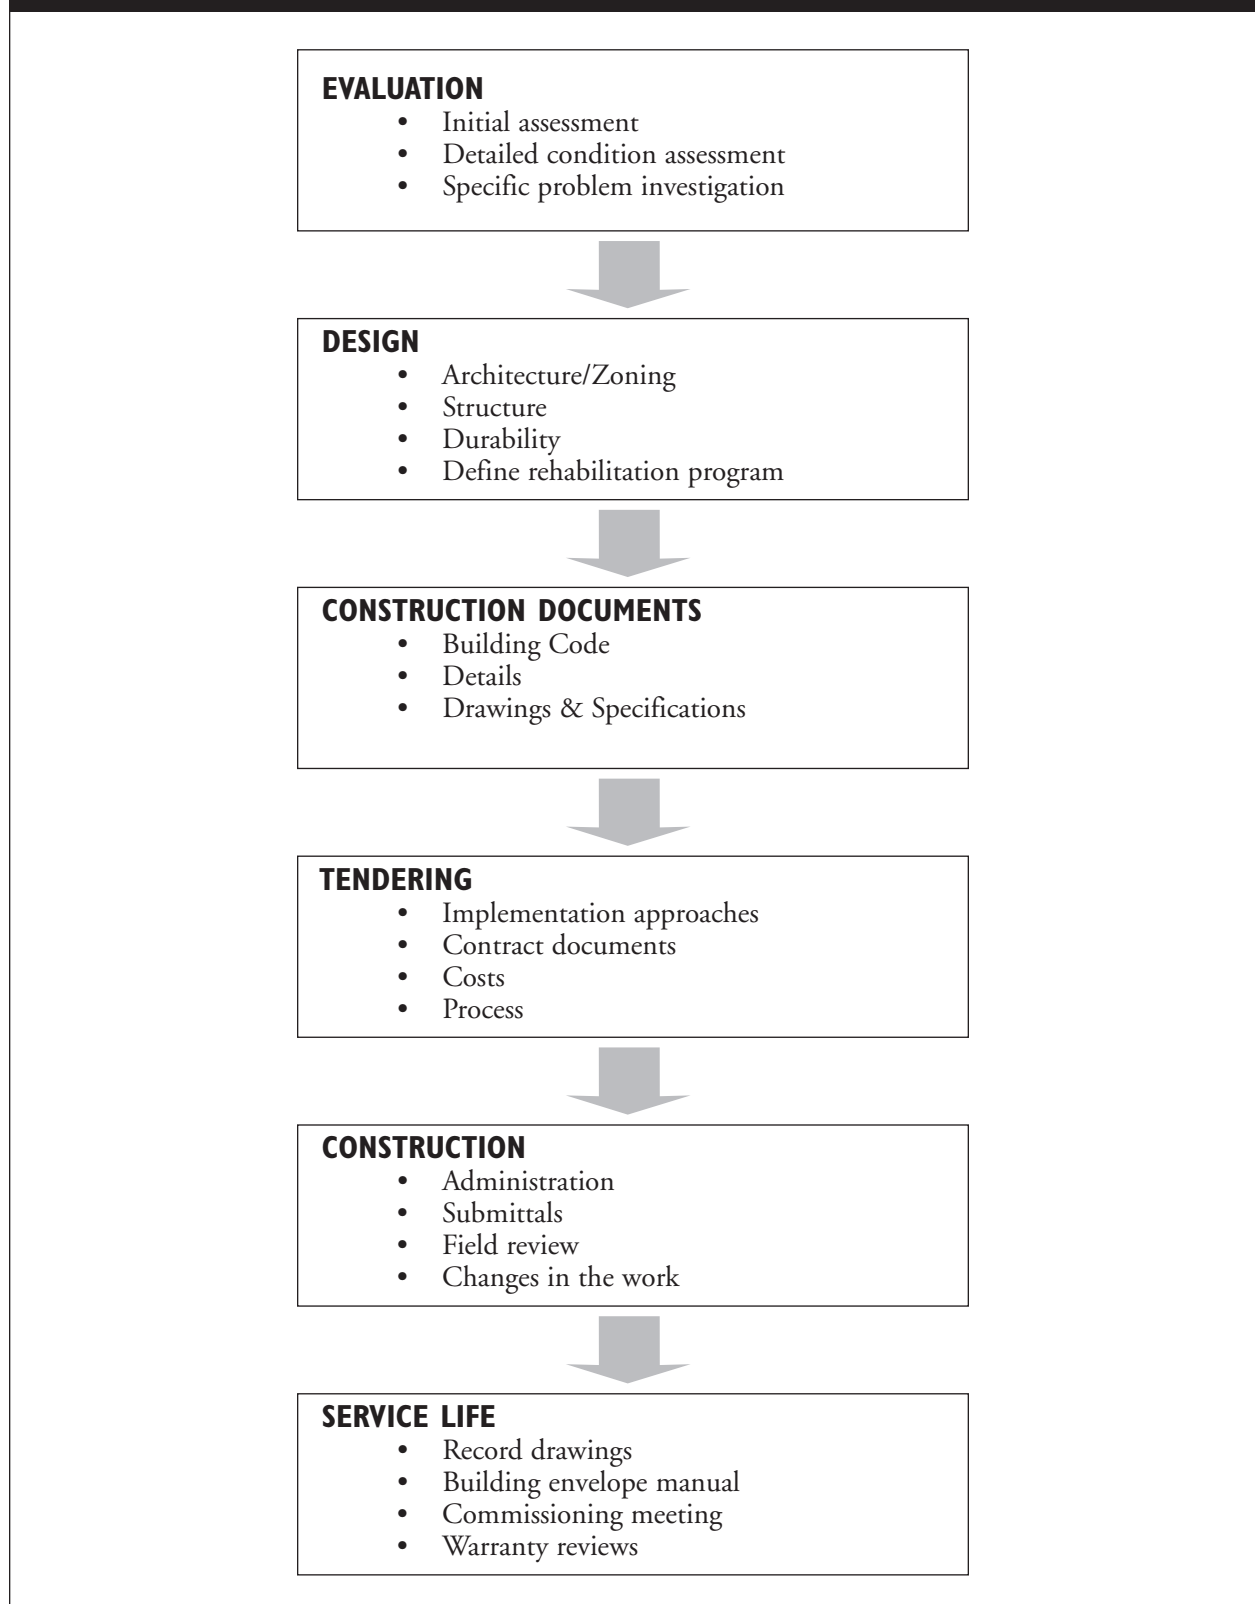 EVALUATION
• Initial assessment
• Detailed condition assessment
• Specific problem investigation
DESIGN
• Architecture/Zoning
• Structure
• Durability
• Define rehabilitation program
CONSTRUCTION DOCUMENTS
• Building Code
• Details
• Drawings & Specifications
TENDERING
• Implementation approaches
• Contract documents
• Costs
• Process
CONSTRUCTION
• Administration
• Submittals
• Field review
• Changes in the work
SERVICE LIFE
• Record drawings
• Building envelope manual
• Commissioning meeting
• Warranty reviews